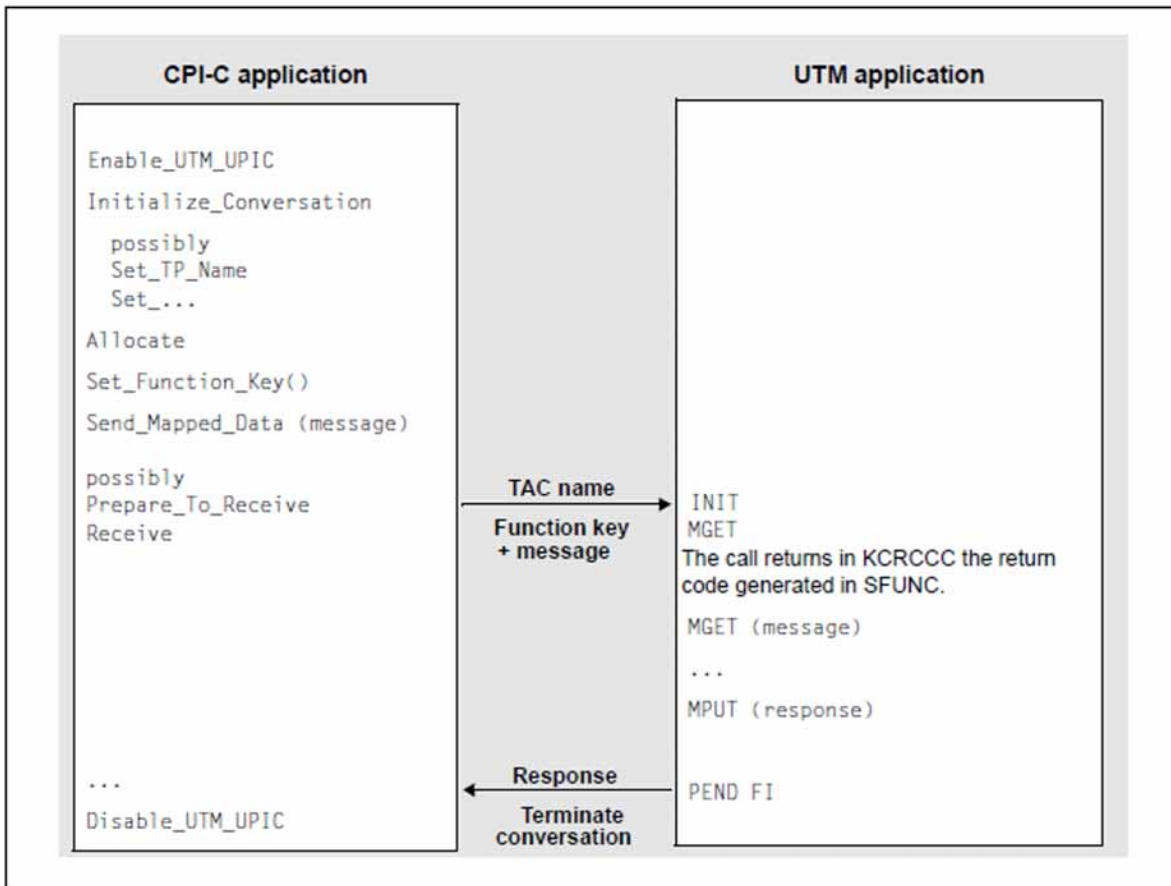 CPI-C application
Enable_UTM_UPIC
Initialize_Conversation
possibly
Set_TP_Name
Set_...
Allocate
Set_Function_Key()
Send_Mapped_Data (message)
possibly
Prepare_To_Receive
Receive
...
Disable_UTM_UPIC
TAC name
Function key
+ message
Response
Terminate
conversation
UTM application
INIT
MGET
The call returns in KCRCCC the return
code generated in SFUNC.
MGET (message)
...
MPUT (response)
PEND FI